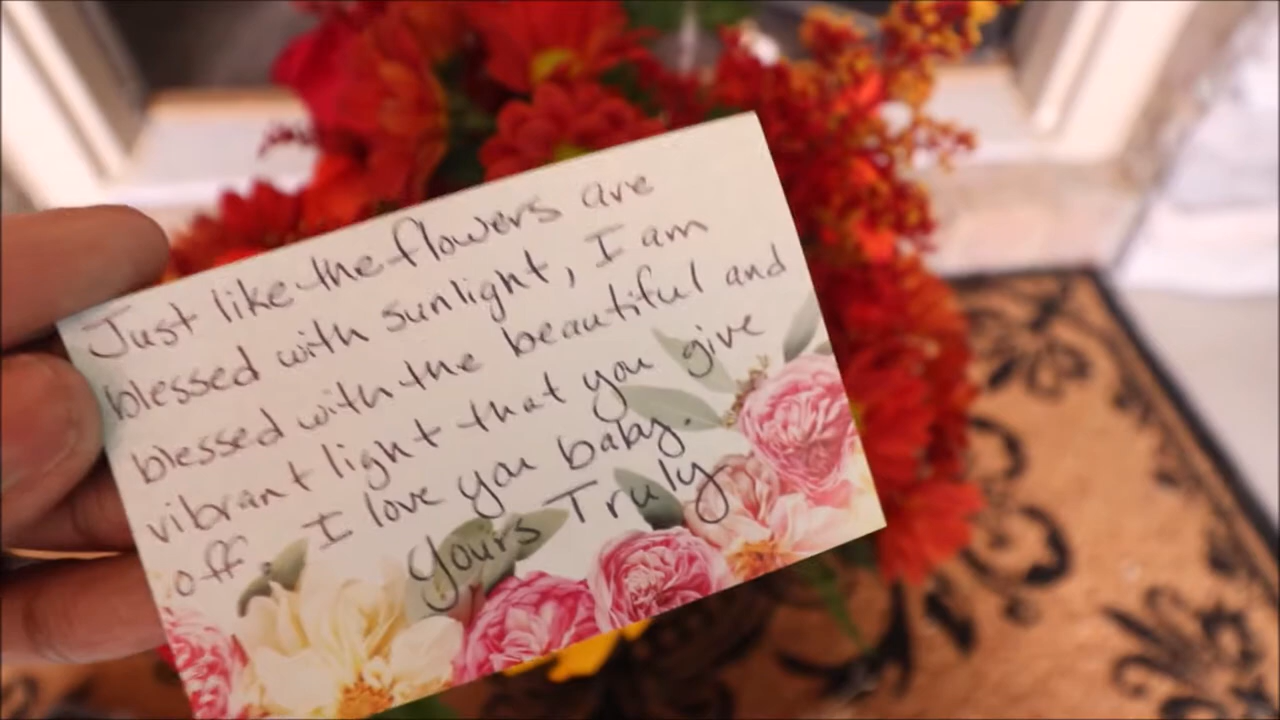 Just like the flowers are
blessed with sunlight, I am
blessed with the beautiful and
vibrant light that you give
off. I love you baby.
Yours Truly